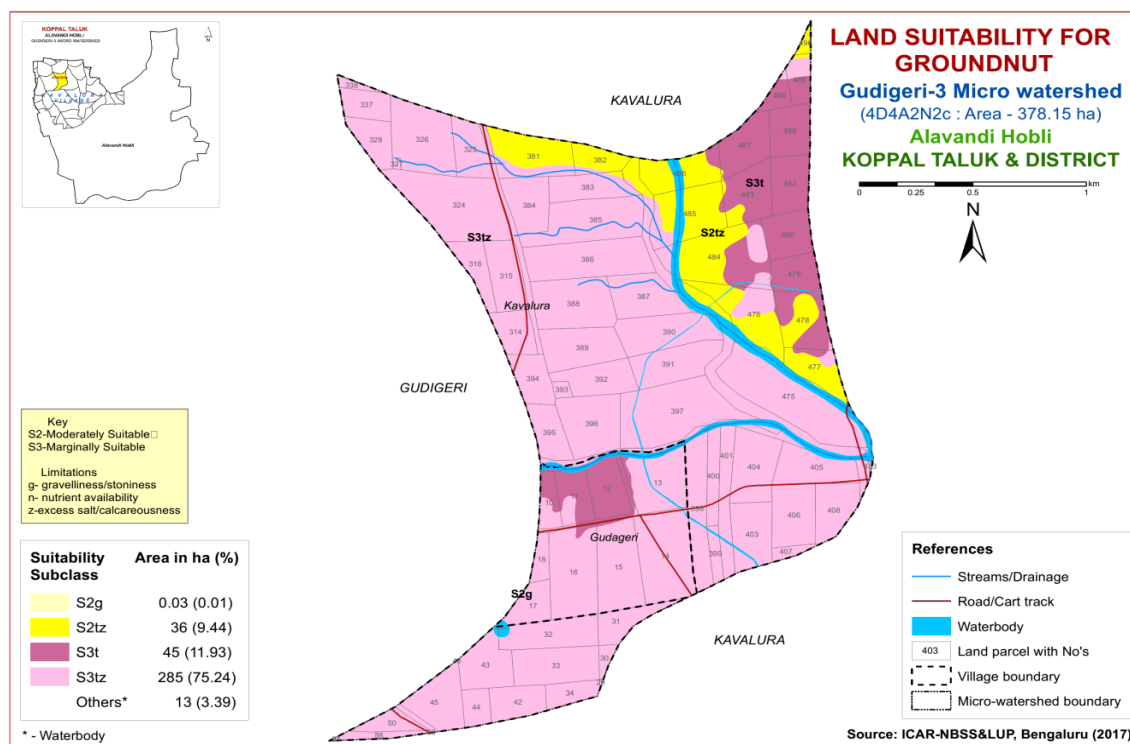 KOPPAL TALUK
ALAVANDI HOBLI
GUDIGERI-3 MICRO WATERSHED
N
KAVALURA
VILLAGE
Alavandi Hobli
LAND SUITABILITY FOR
GROUNDNUT
Gudigeri-3 Micro watershed
(4D4A2N2c : Area - 378.15 ha)
Alavandi Hobli
KOPPAL TALUK & DISTRICT
0 0.25 0.5 1 km
N
KAVALURA
338
337
326
328
325
327
381
382
383
324
384
385
S3tz
316
315
386
387
388
Kavalura
314
390
389
391
394
392
393
397
395
396
GUDIGERI
487
488
S3t
482
483
485
S2tz
484
490
479
476
478
477
475
401
404
405
400
13
12
10
Gudageri
406
408
403
407
399
18
16
15
14
S2g
17
31
32
43
33
30
45
44
42
34
50
KAVALURA
Key
S2-Moderately Suitable□
S3-Marginally Suitable
Limitations
g- gravelliness/stoniness
n- nutrient availability
z-excess salt/calcareousness
Suitability Subclass Area in ha (%)
S2g 0.03 (0.01)
S2tz 36 (9.44)
S3t 45 (11.93)
S3tz 285 (75.24)
Others* 13 (3.39)
* - Waterbody
References
Streams/Drainage
Road/Cart track
Waterbody
403 Land parcel with No's
Village boundary
Micro-watershed boundary
Source: ICAR-NBSS&LUP, Bengaluru (2017)